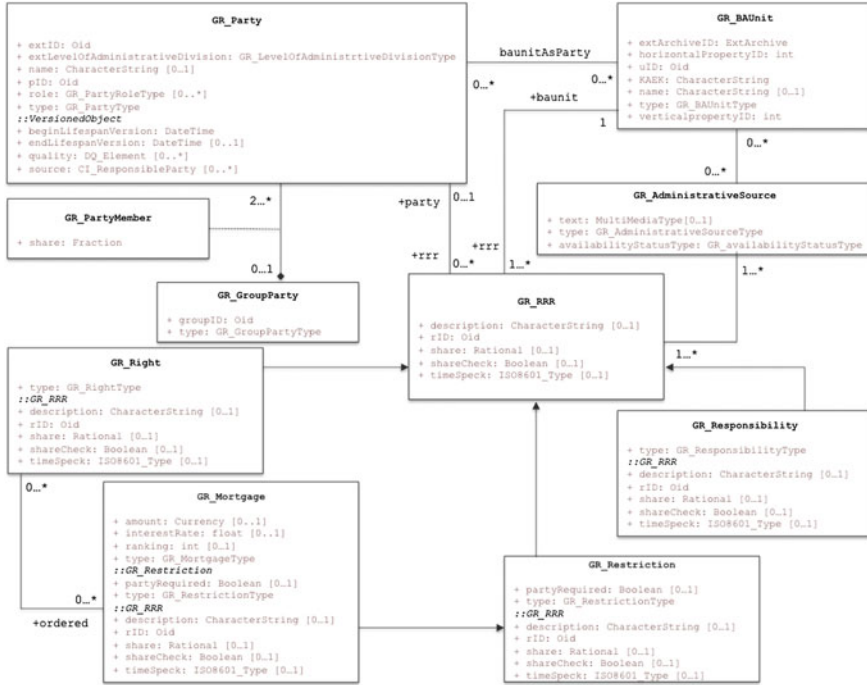 GR_Party
+ extID: Oid
+ extLevelOfAdministrativeDivision: GR_LevelOfAdministrtiveDivisionType
+ name: CharacterString [0…1]
+ pID: Oid
+ role: GR_PartyRoleType [0..*]
+ type: GR_PartyType
::VersionedObject
+ beginLifespanVersion: DateTime
+ endLifespanVersion: DateTime [0..1]
+ quality: DQ_Element [0..*]
+ source: CI_ResponsibleParty [0..*]
baunitAsParty
0…*
0…*
GR_BAUnit
+ extArchiveID: ExtArchive
+ horizontalPropertyID: int
+ uID: Oid
+ KAEK: CharacterString
+ name: CharacterString [0…1]
+ type: GR_BAUnitType
+ verticalpropertyID: int
+baunit
1
0…*
0…*
GR_AdministrativeSource
+ text: MultiMediaType[0…1]
+ type: GR_AdministrativeSourceType
+ availabilityStatusType: GR_availabilityStatusType
1…*
1…*
GR_PartyMember
+ share: Fraction
2…*
0…1
+party
0…1
+rrr
0…*
+rrr
1…*
GR_GroupParty
+ groupID: Oid
+ type: GR_GroupPartyType
GR_RRR
+ description: CharacterString [0…1]
+ rID: Oid
+ share: Rational [0…1]
+ shareCheck: Boolean [0…1]
+ timeSpeck: ISO8601_Type [0…1]
GR_Right
+ type: GR_RightType
::GR_RRR
+ description: CharacterString [0…1]
+ rID: Oid
+ share: Rational [0…1]
+ shareCheck: Boolean [0…1]
+ timeSpeck: ISO8601_Type [0…1]
0…*
0…*
+ordered
GR_Mortgage
+ amount: Currency [0..1]
+ interestRate: float [0..1]
+ ranking: int [0…1]
+ type: GR_MortgageType
::GR_Restriction
+ partyRequired: Boolean [0…1]
+ type: GR_RestrictionType
::GR_RRR
+ description: CharacterString [0…1]
+ rID: Oid
+ share: Rational [0…1]
+ shareCheck: Boolean [0…1]
+ timeSpeck: ISO8601_Type [0…1]
GR_Responsibility
+ type: GR_ResponsibilityType
::GR_RRR
+ description: CharacterString [0…1]
+ rID: Oid
+ share: Rational [0…1]
+ shareCheck: Boolean [0…1]
+ timeSpeck: ISO8601_Type [0…1]
GR_Restriction
+ partyRequired: Boolean [0…1]
+ type: GR_RestrictionType
::GR_RRR
+ description: CharacterString [0…1]
+ rID: Oid
+ share: Rational [0…1]
+ shareCheck: Boolean [0…1]
+ timeSpeck: ISO8601_Type [0…1]